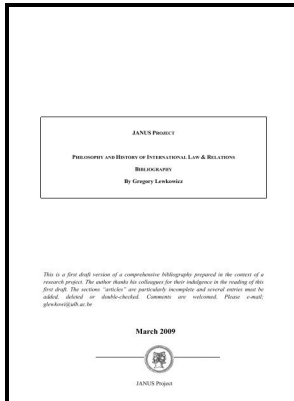 JANUS PROJECT
PHILOSOPHY AND HISTORY OF INTERNATIONAL LAW & RELATIONS
BIBLIOGRAPHY
By Gregory Lewkowicz
This is a first draft version of a comprehensive bibliography prepared in the context of a
research project. The author thanks his colleagues for their indulgence in the reading of this
first draft. The sections "articles" are particularly incomplete and several entries must be
added, deleted or double-checked. Comments are welcomed. Please e-mail:
glewkowi@ulb.ac.be
March 2009
JANUS Project